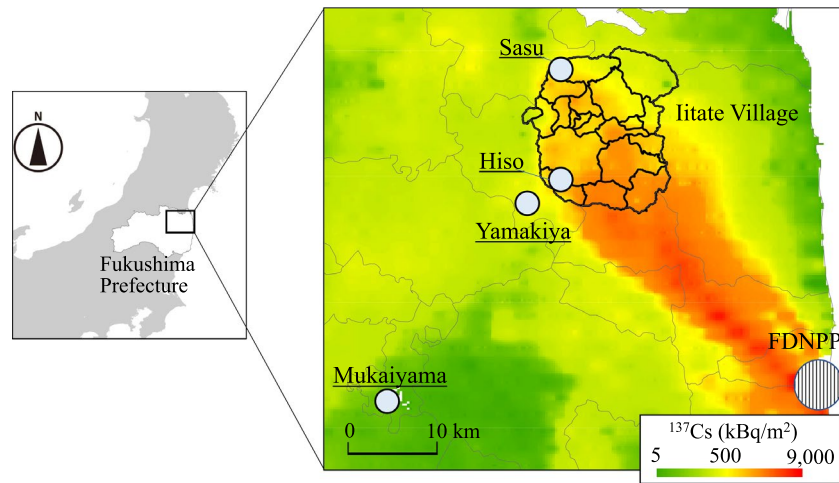 N
Fukushima
Prefecture
Sasu
Iitate Village
Hiso
Yamakiya
FDNPP
Mukaiyama
0 10 km
¹³⁷Cs (kBq/m²)
5 500 9,000